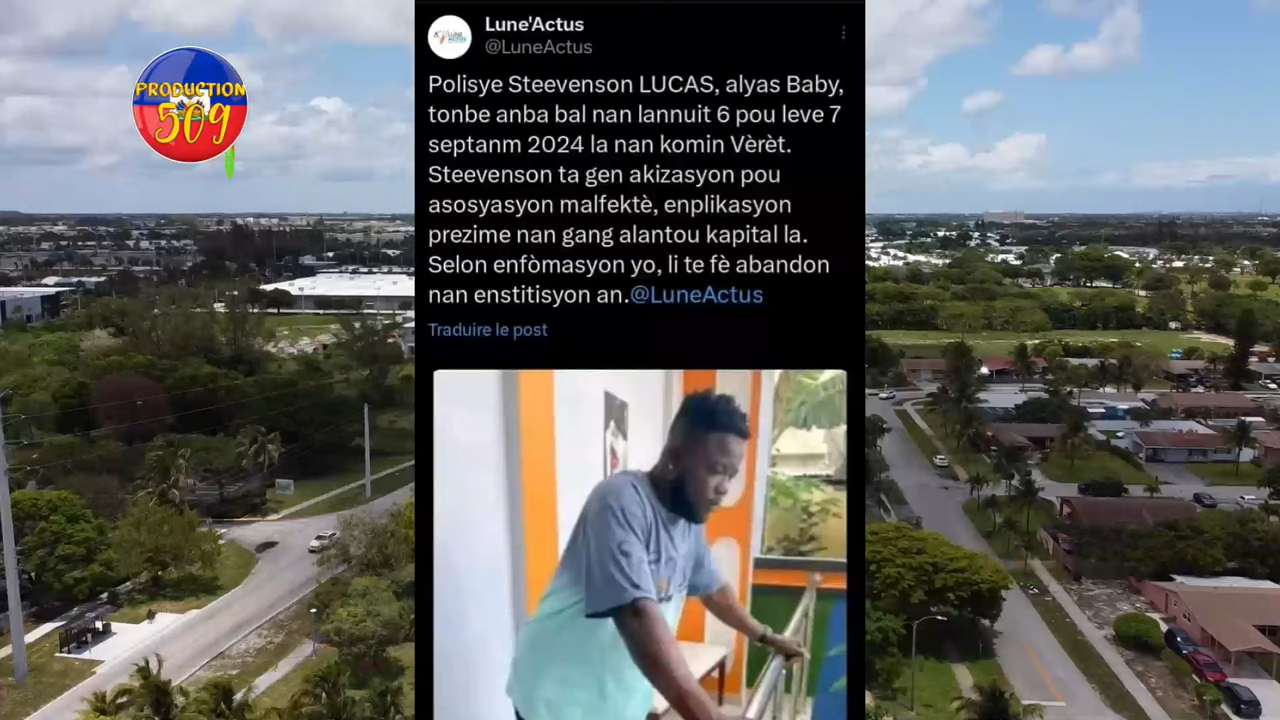 PRODUCTION
509
Lune'Actus
@LuneActus
Polisye Steevenson LUCAS, alyas Baby,
tonbe anba bal nan lannuit 6 pou leve 7
septanm 2024 la nan komin Vèrèt.
Steevenson ta gen akizasyon pou
asosyasyon malfektè, enplikasyon
prezime nan gang alantou kapital la.
Selon enfòmasyon yo, li te fè abandon
nan enstitisyon an.@LuneActus
Traduire le post